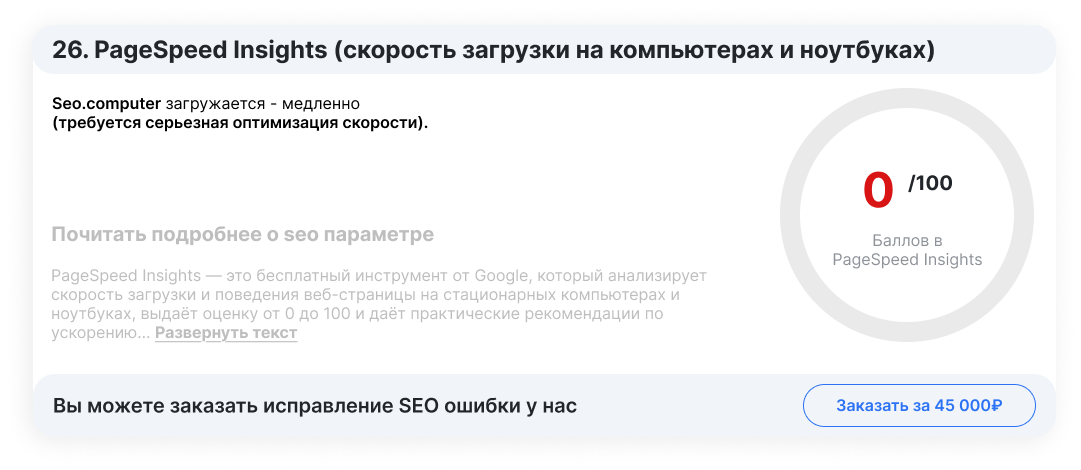 26. PageSpeed Insights (скорость загрузки на компьютерах и ноутбуках)
Seo.computer загружается - медленно
(требуется серьезная оптимизация скорости).
0 /100
Баллов в
PageSpeed Insights
Почитать подробнее о seo параметре
PageSpeed Insights — это бесплатный инструмент от Google, который анализирует
скорость загрузки и поведения веб-страницы на стационарных компьютерах и
ноутбуках, выдаёт оценку от 0 до 100 и даёт практические рекомендации по
ускорению... Развернуть текст
Вы можете заказать исправление SEO ошибки у нас
Заказать за 45 000₽